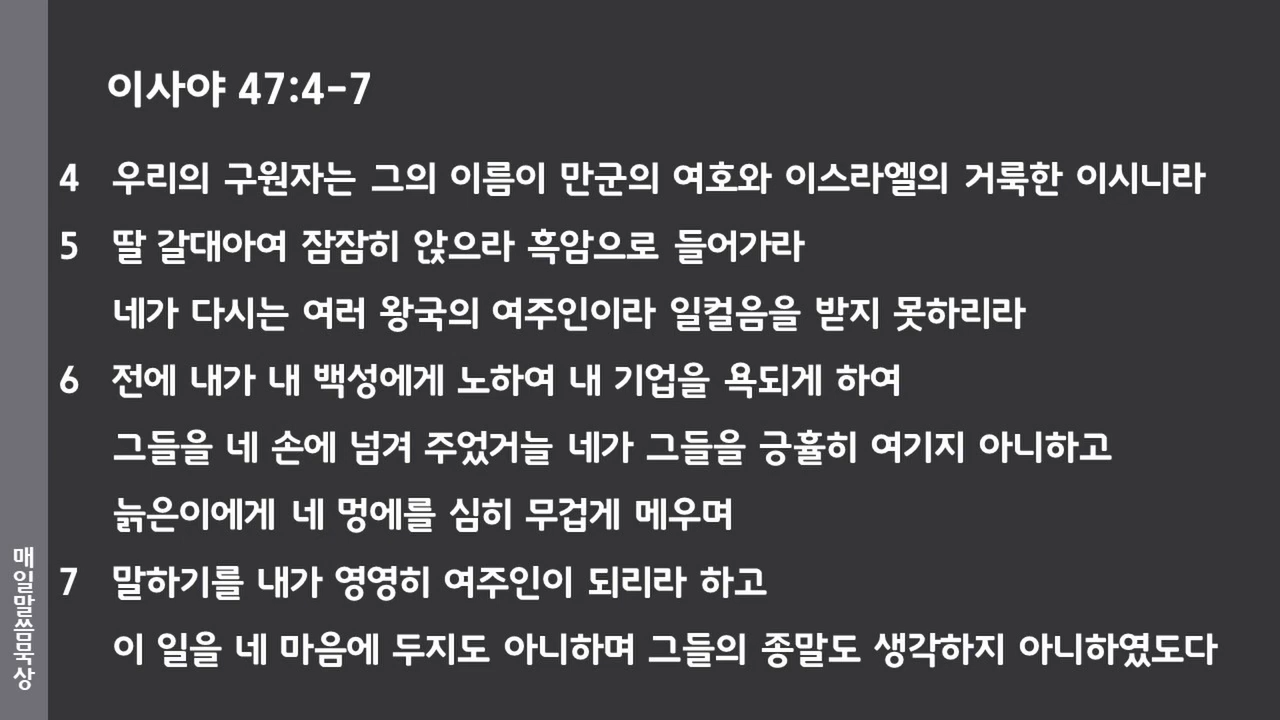 이사야 47:4-7
4 우리의 구원자는 그의 이름이 만군의 여호와 이스라엘의 거룩한 이시니라
5 딸 갈대아여 잠잠히 앉으라 흑암으로 들어가라
네가 다시는 여러 왕국의 여주인이라 일컬음을 받지 못하리라
6 전에 내가 내 백성에게 노하여 내 기업을 욕되게 하여
그들을 네 손에 넘겨 주었거늘 네가 그들을 긍휼히 여기지 아니하고
늙은이에게 네 멍에를 심히 무겁게 메우며
7 말하기를 내가 영영히 여주인이 되리라 하고
이 일을 네 마음에 두지도 아니하며 그들의 종말도 생각하지 아니하였도다
매일말씀묵상